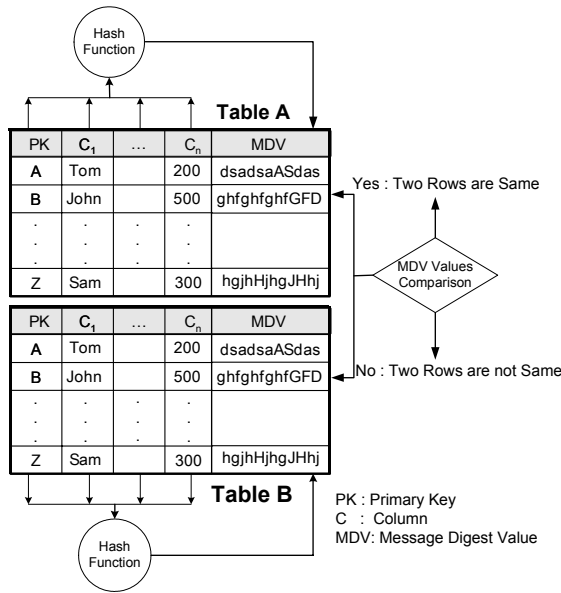 Hash
Function
Table A
PK C1 ... Cn MDV
A Tom 200 dsadsaASdas
B John 500 ghfghfghfGFD
. . . .
. . . .
. . . .
Z Sam 300 hgjhHjhgJHhj
Yes : Two Rows are Same
MDV Values
Comparison
No : Two Rows are not Same
PK C1 ... Cn MDV
A Tom 200 dsadsaASdas
B John 500 ghfghfghfGFD
. . . .
. . . .
. . . .
Z Sam 300 hgjhHjhgJHhj
Table B
Hash
Function
PK : Primary Key
C : Column
MDV: Message Digest Value